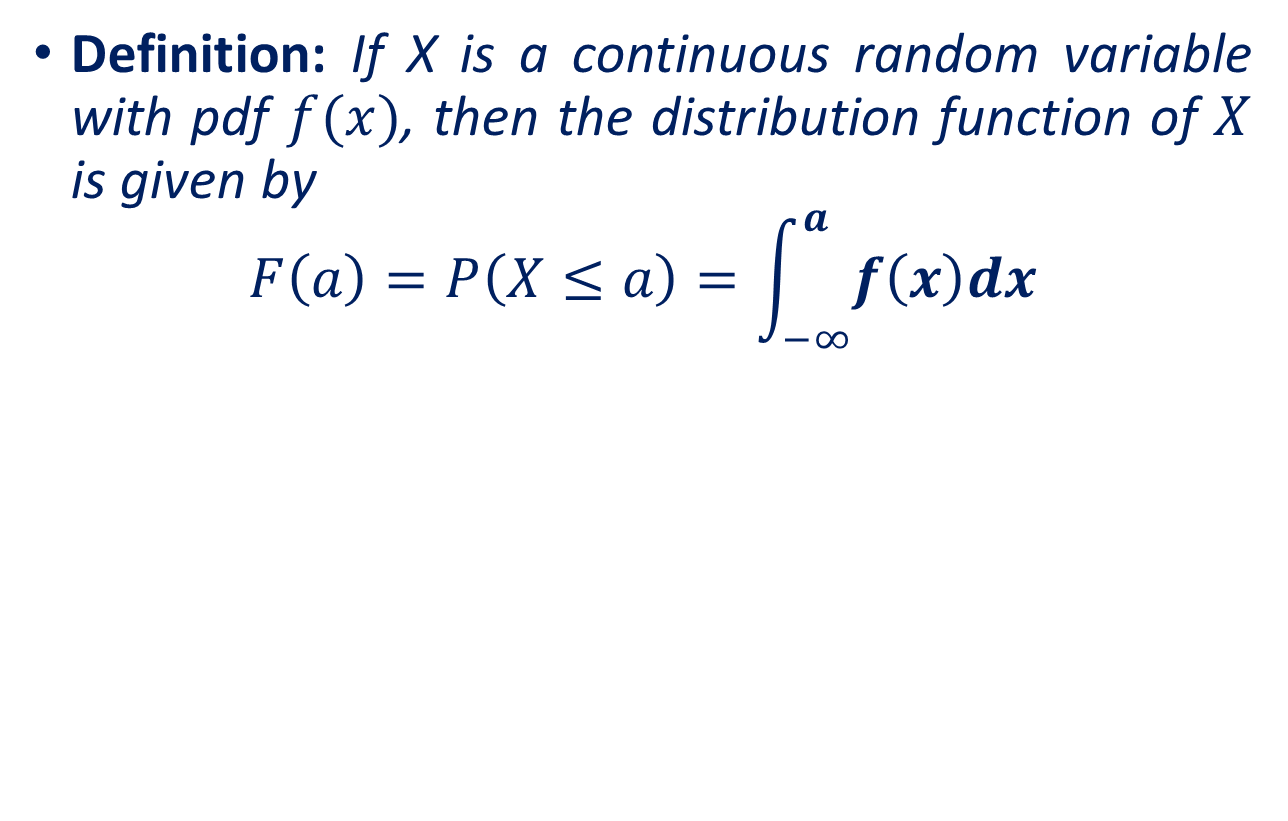 • Definition: If X is a continuous random variable
with pdf f(x), then the distribution function of X
is given by
F(a) = P(X ≤ a) = ∫_{−∞}^{a} f(x)dx